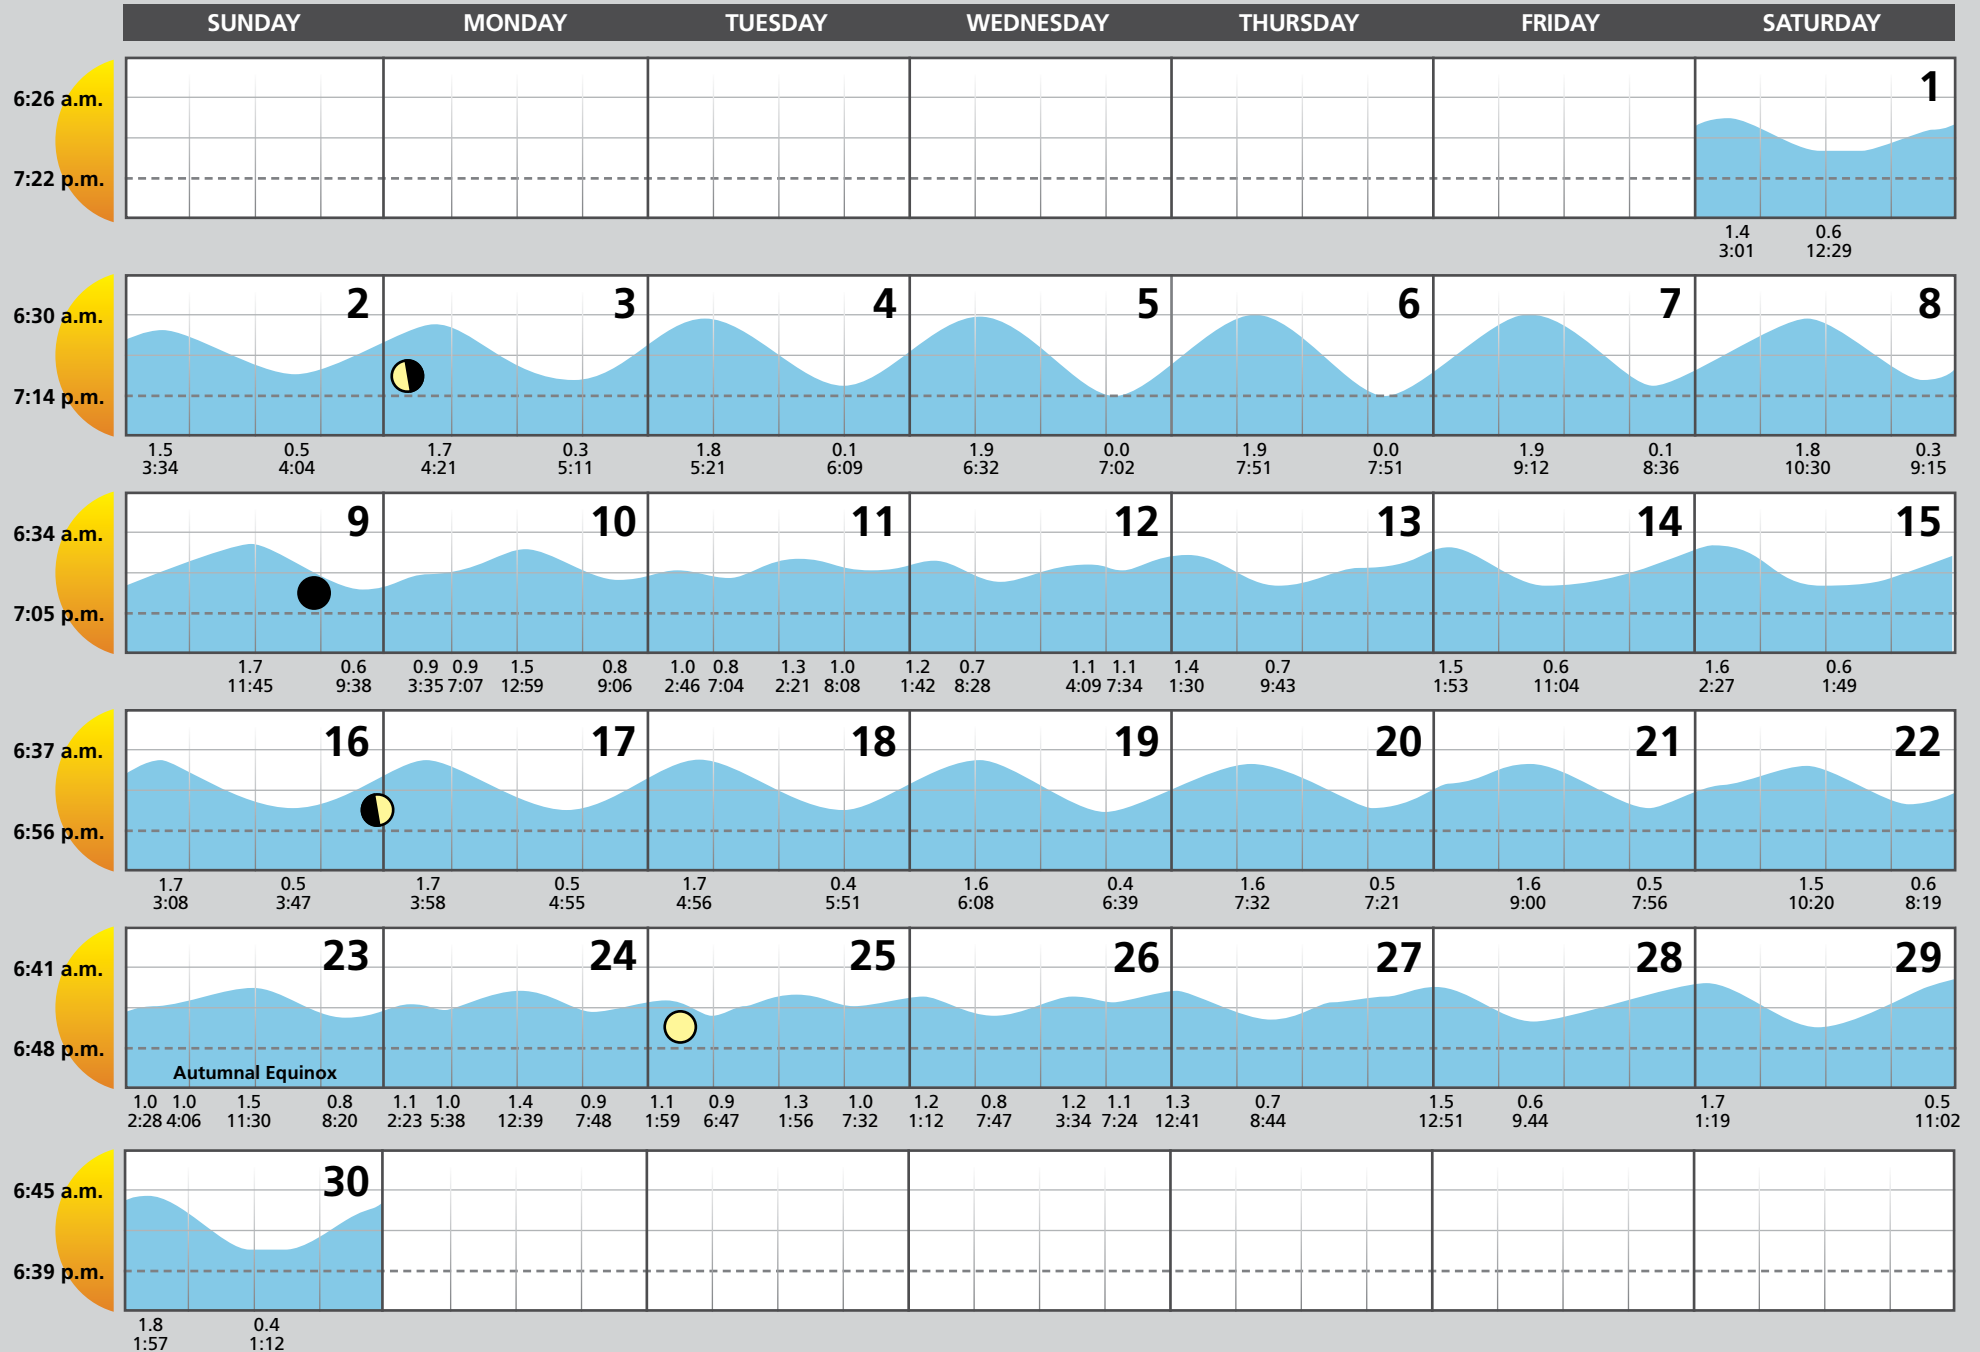 SUNDAY MONDAY TUESDAY WEDNESDAY THURSDAY FRIDAY SATURDAY
1
6:26 a.m.
7:22 p.m.
1.4 0.6
3:01 12:29
2 3 4 5 6 7 8
6:30 a.m.
7:14 p.m.
1.5 0.5 1.7 0.3 1.8 0.1 1.9 0.0 1.9 0.0 1.9 0.1 1.8 0.3
3:34 4:04 4:21 5:11 5:21 6:09 6:32 7:02 7:51 7:51 9:12 8:36 10:30 9:15
9 10 11 12 13 14 15
6:34 a.m.
7:05 p.m.
1.7 0.6 0.9 0.9 1.5 0.8 1.0 0.8 1.3 1.0 1.2 0.7 1.1 1.1 1.4 0.7 1.5 0.6 1.6 0.6
11:45 9:38 3:35 7:07 12:59 9:06 2:46 7:04 2:21 8:08 1:42 8:28 4:09 7:34 1:30 9:43 1:53 11:04 2:27 1:49
16 17 18 19 20 21 22
6:37 a.m.
6:56 p.m.
1.7 0.5 1.7 0.5 1.7 0.4 1.6 0.4 1.6 0.5 1.6 0.5 1.5 0.6
3:08 3:47 3:58 4:55 4:56 5:51 6:08 6:39 7:32 7:21 9:00 7:56 10:20 8:19
23 24 25 26 27 28 29
6:41 a.m.
6:48 p.m.
Autumnal Equinox
1.0 1.0 1.5 0.8 1.1 1.0 1.4 0.9 1.1 0.9 1.3 1.0 1.2 0.8 1.2 1.1 1.3 0.7 1.5 0.6 1.7 0.5
2:28 4:06 11:30 8:20 2:23 5:38 12:39 7:48 1:59 6:47 1:56 7:32 1:12 7:47 3:34 7:24 12:41 8:44 12:51 9.44 1:19 11:02
30
6:45 a.m.
6:39 p.m.
1.8 0.4
1:57 1:12